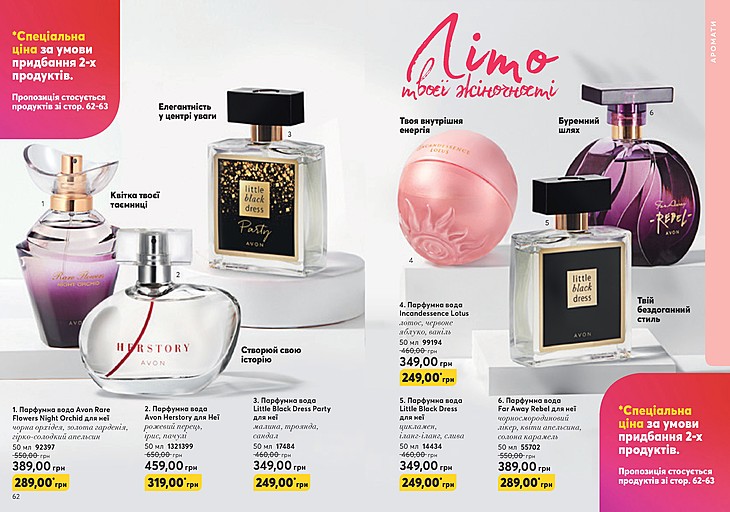 *Спеціальна
ціна за умови
придбання 2-х
продуктів.
Пропозиція стосується
продуктів зі стор. 62-63
Елегантність
у центрі уваги
3
1
Квітка твоєї
таємниці
little
black
dress
Party
AVON
Rare Flowers
NIGHT ORCHID
AVON
2
HERSTORY
AVON
Створюй свою
історію
1. Парфумна вода Avon Rare
Flowers Night Orchid для неї
чорна орхідея, золота гарденія,
гірко-солодкий апельсин
50 мл 92397
550,00 грн
389,00 грн
289,00* грн
2. Парфумна вода
Avon Herstory для Неї
рожевий перець,
ірис, пачулі
50 мл 1321399
650,00 грн
459,00 грн
319,00* грн
3. Парфумна вода
Little Black Dress Party
для неї
малина, троянда,
сандал
50 мл 17484
460,00 грн
349,00 грн
249,00* грн
62
Літо
твоєї жіночності
АРОМАТИ
Твоя внутрішня
енергія
Буремний
шлях
6
INCANDESSENCE
LOTUS
4
5
Far Away
REBEL
AVON
little
black
dress
AVON
Твій
бездоганний
стиль
4. Парфумна вода
Incandessence Lotus
лотос, червоне
яблуко, ваніль
50 мл 99194
460,00 грн
349,00 грн
249,00* грн
5. Парфумна вода
Little Black Dress
для неї
цикламен,
іланг-іланг, слива
50 мл 14434
460,00 грн
349,00 грн
249,00* грн
6. Парфумна вода
Far Away Rebel для неї
чорносмородиновий
лікер, квіти апельсина,
солона карамель
50 мл 55702
550,00 грн
389,00 грн
289,00* грн
*Спеціальна
ціна за умови
придбання 2-х
продуктів.
Пропозиція стосується
продуктів зі стор. 62-63